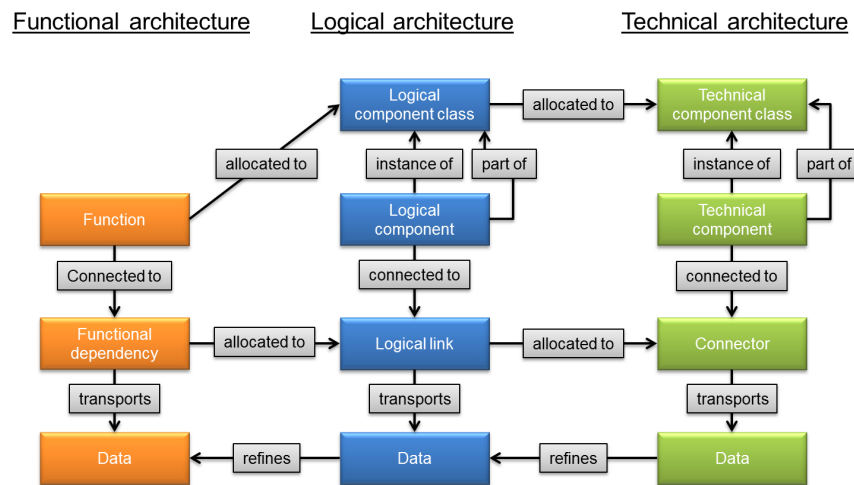 Functional architecture
Logical architecture
Technical architecture
Logical
component class
allocated to
Technical
component class
allocated to
instance of
part of
instance of
part of
Function
Logical
component
Technical
component
Connected to
connected to
connected to
Functional
dependency
allocated to
Logical link
allocated to
Connector
transports
transports
transports
Data
refines
Data
refines
Data